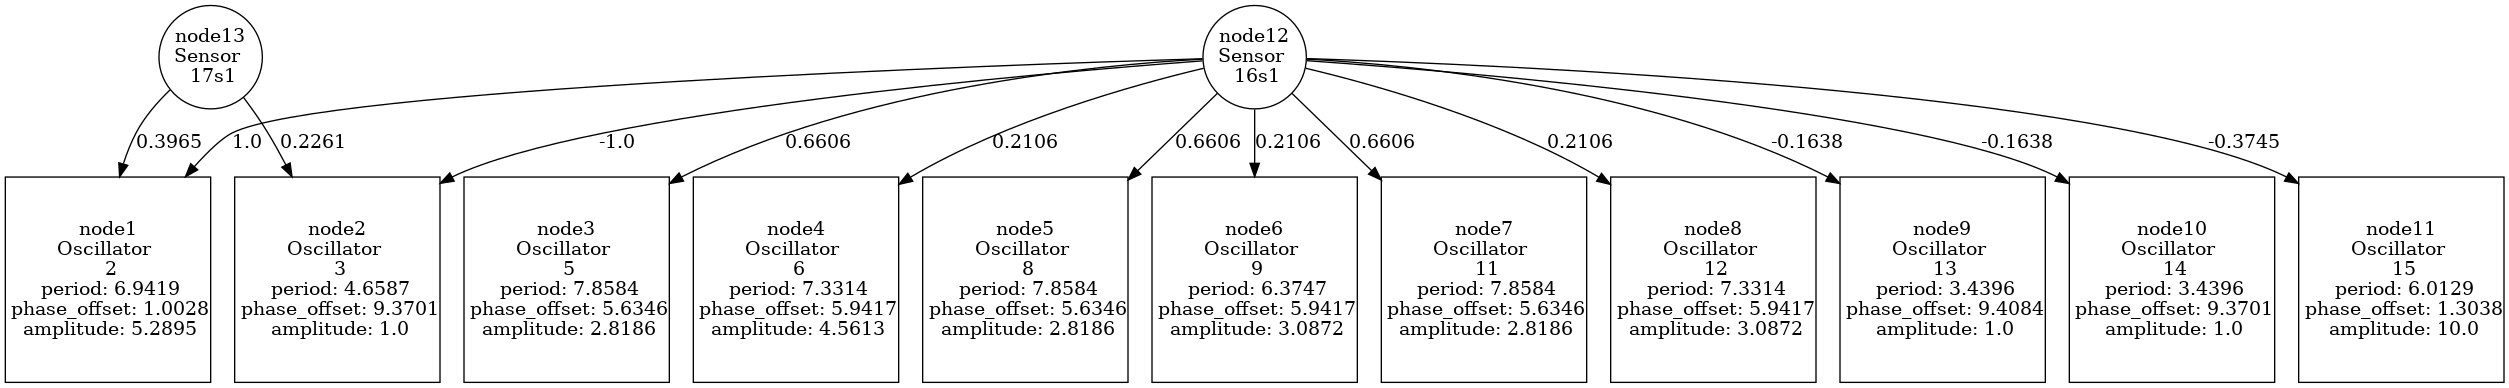 node13
Sensor
17s1
node12
Sensor
16s1
0.3965
1.0
0.2261
-1.0
0.6606
0.2106
0.6606
0.2106
0.6606
0.2106
-0.1638
-0.1638
-0.3745
node1
Oscillator
2
period: 6.9419
phase_offset: 1.0028
amplitude: 5.2895
node2
Oscillator
3
period: 4.6587
phase_offset: 9.3701
amplitude: 1.0
node3
Oscillator
5
period: 7.8584
phase_offset: 5.6346
amplitude: 2.8186
node4
Oscillator
6
period: 7.3314
phase_offset: 5.9417
amplitude: 4.5613
node5
Oscillator
8
period: 7.8584
phase_offset: 5.6346
amplitude: 2.8186
node6
Oscillator
9
period: 6.3747
phase_offset: 5.9417
amplitude: 3.0872
node7
Oscillator
11
period: 7.8584
phase_offset: 5.6346
amplitude: 2.8186
node8
Oscillator
12
period: 7.3314
phase_offset: 5.9417
amplitude: 3.0872
node9
Oscillator
13
period: 3.4396
phase_offset: 9.4084
amplitude: 1.0
node10
Oscillator
14
period: 3.4396
phase_offset: 9.3701
amplitude: 1.0
node11
Oscillator
15
period: 6.0129
phase_offset: 1.3038
amplitude: 10.0